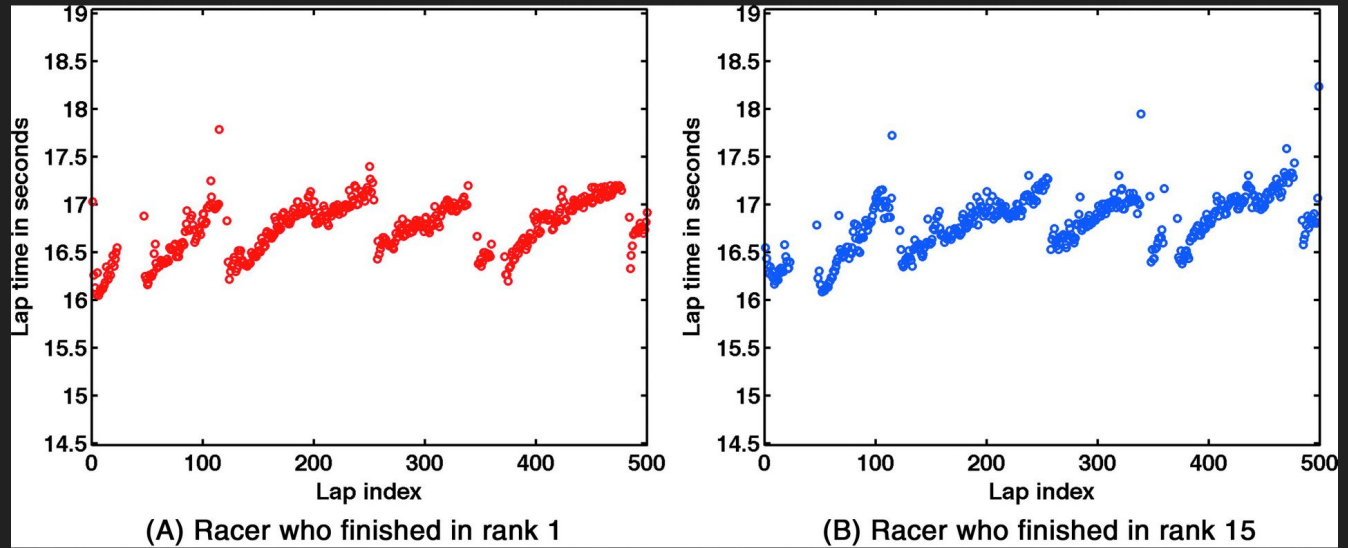 19
18.5
18
17.5
17
16.5
16
15.5
15
14.5
Lap time in seconds
0 100 200 300 400 500
Lap index
(A) Racer who finished in rank 1
19
18.5
18
17.5
17
16.5
16
15.5
15
14.5
Lap time in seconds
0 100 200 300 400 500
Lap index
(B) Racer who finished in rank 15